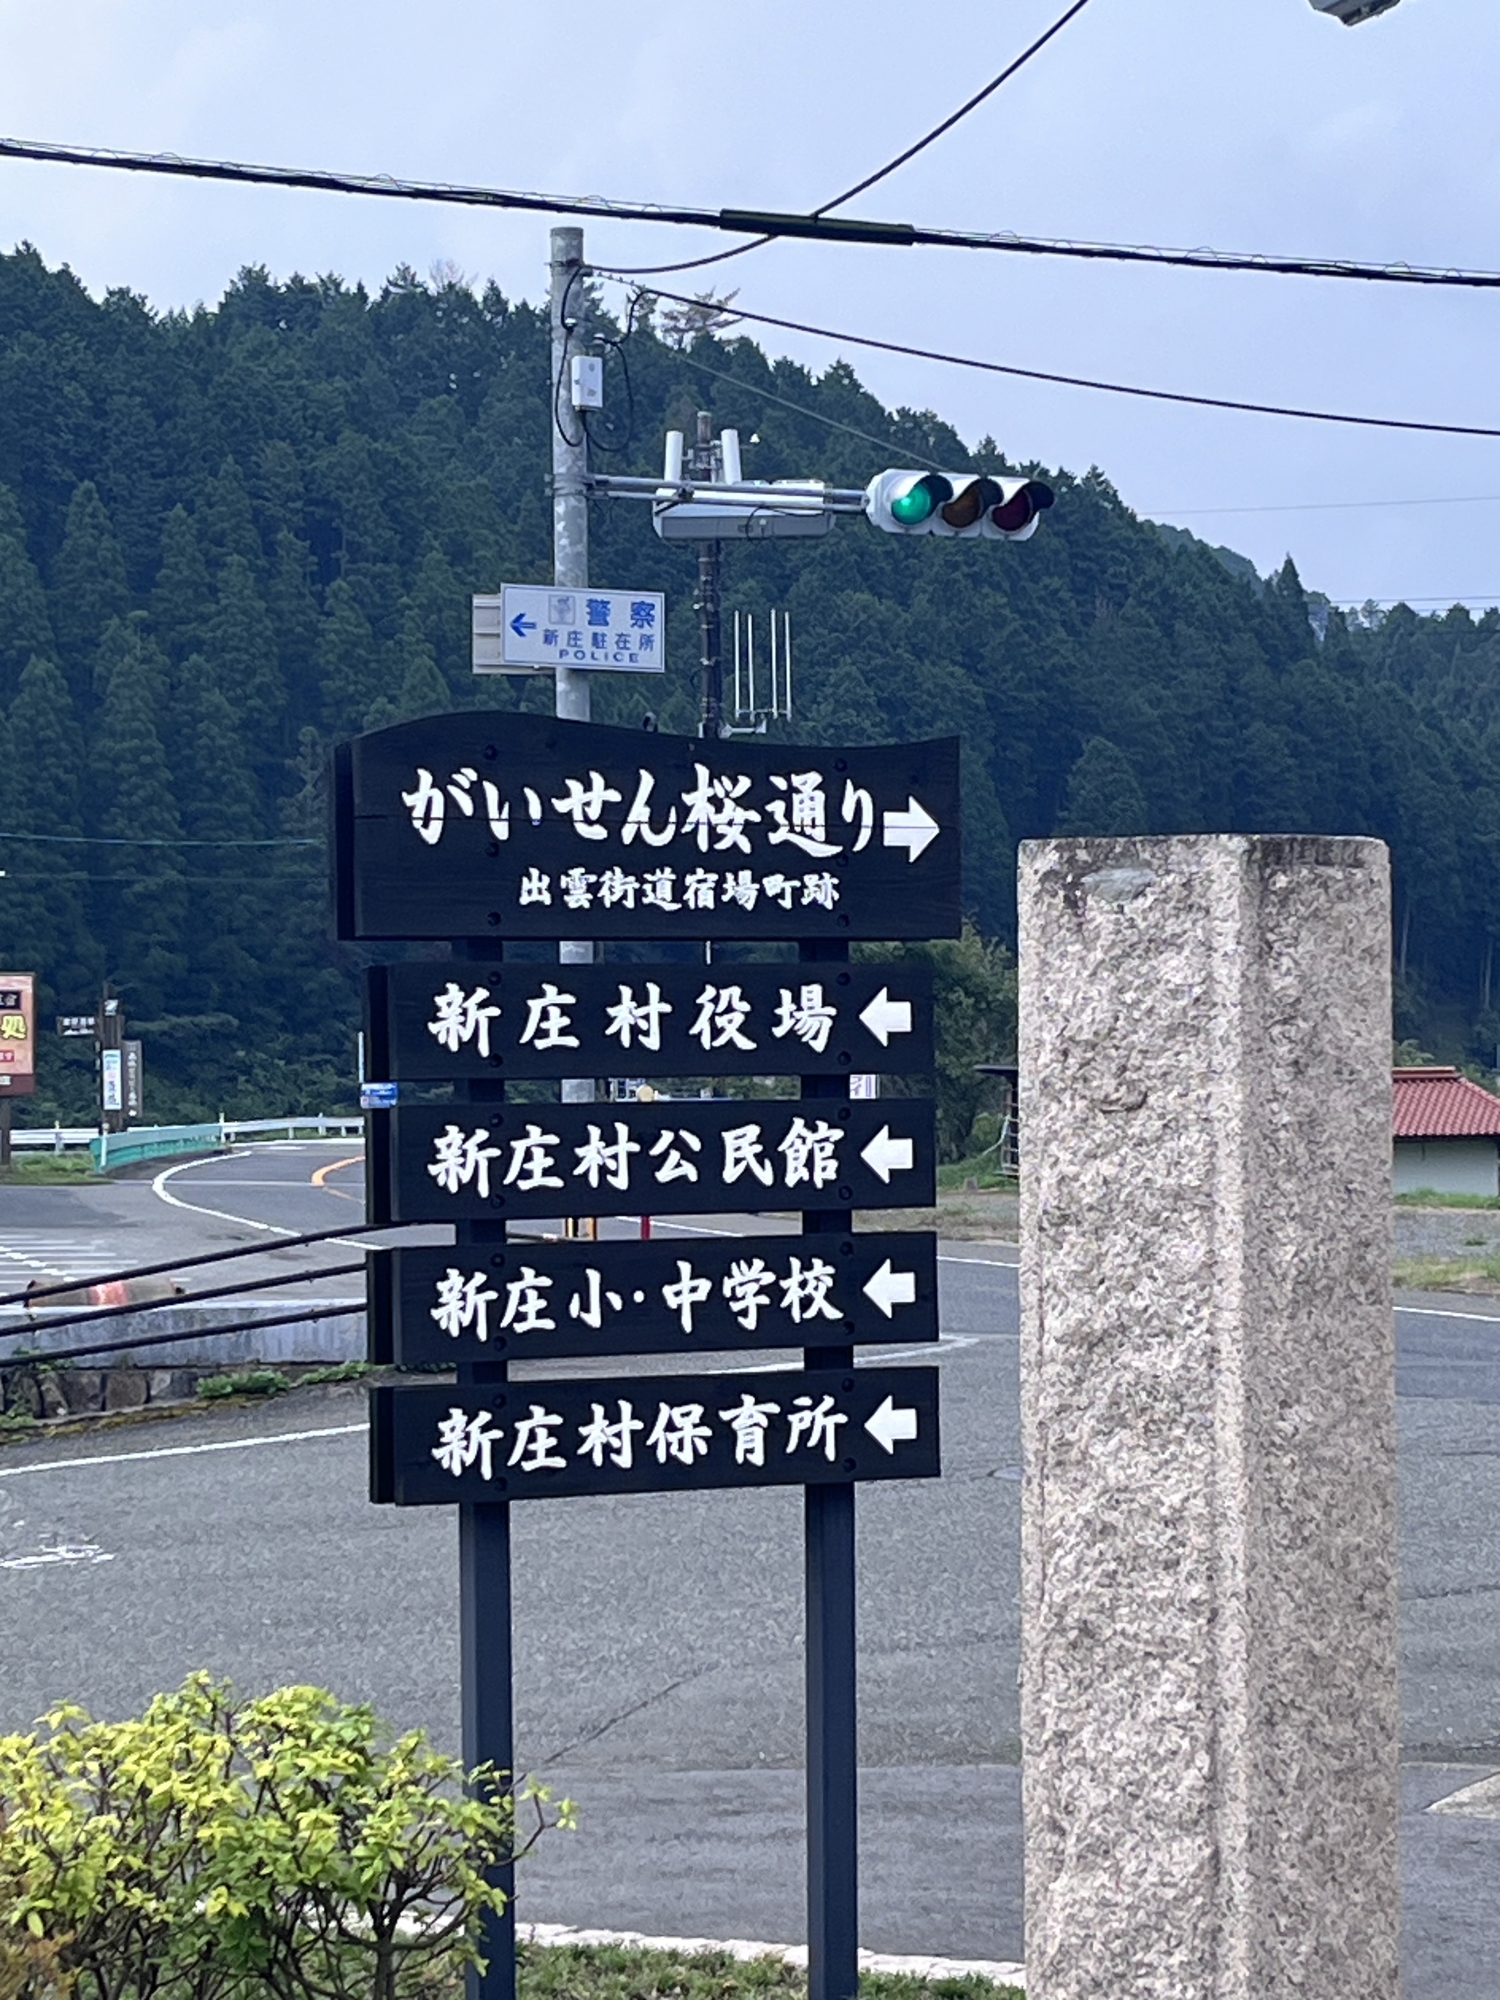 警察
新庄駐在所
POLICE
がいせん桜通り
出雲街道宿場町跡
新庄村役場
新庄村公民館
新庄小・中学校
新庄村保育所
処